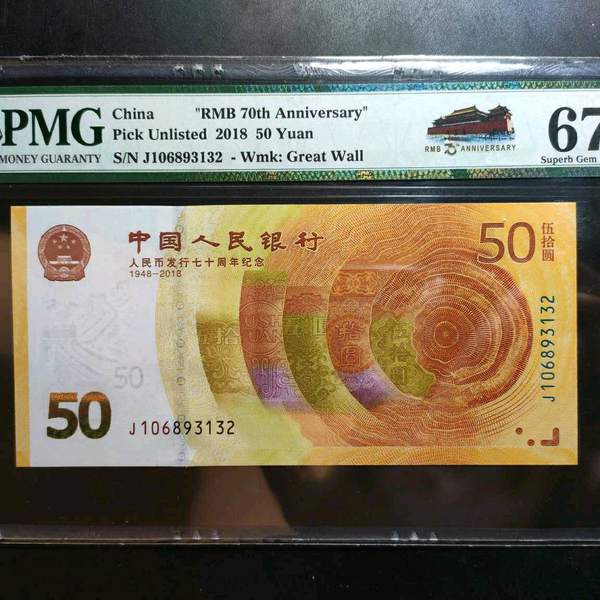 PMG
MONEY GUARANTY
China "RMB 70th Anniversary"
Pick Unlisted 2018 50 Yuan
S/N J106893132 - Wmk: Great Wall
RMB 70th ANNIVERSARY
67
Superb Gem
中国人民银行
人民币发行七十周年纪念
1948-2018
50
伍拾圆
J106893132
50
50
J106893132
伍拾圆